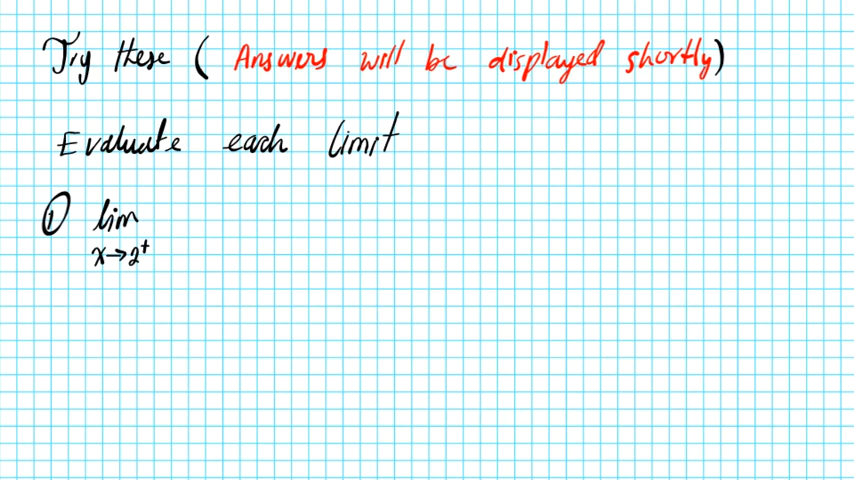 Try these ( Answers will be displayed shortly)
Evaluate each limit
① lim
x→2⁺